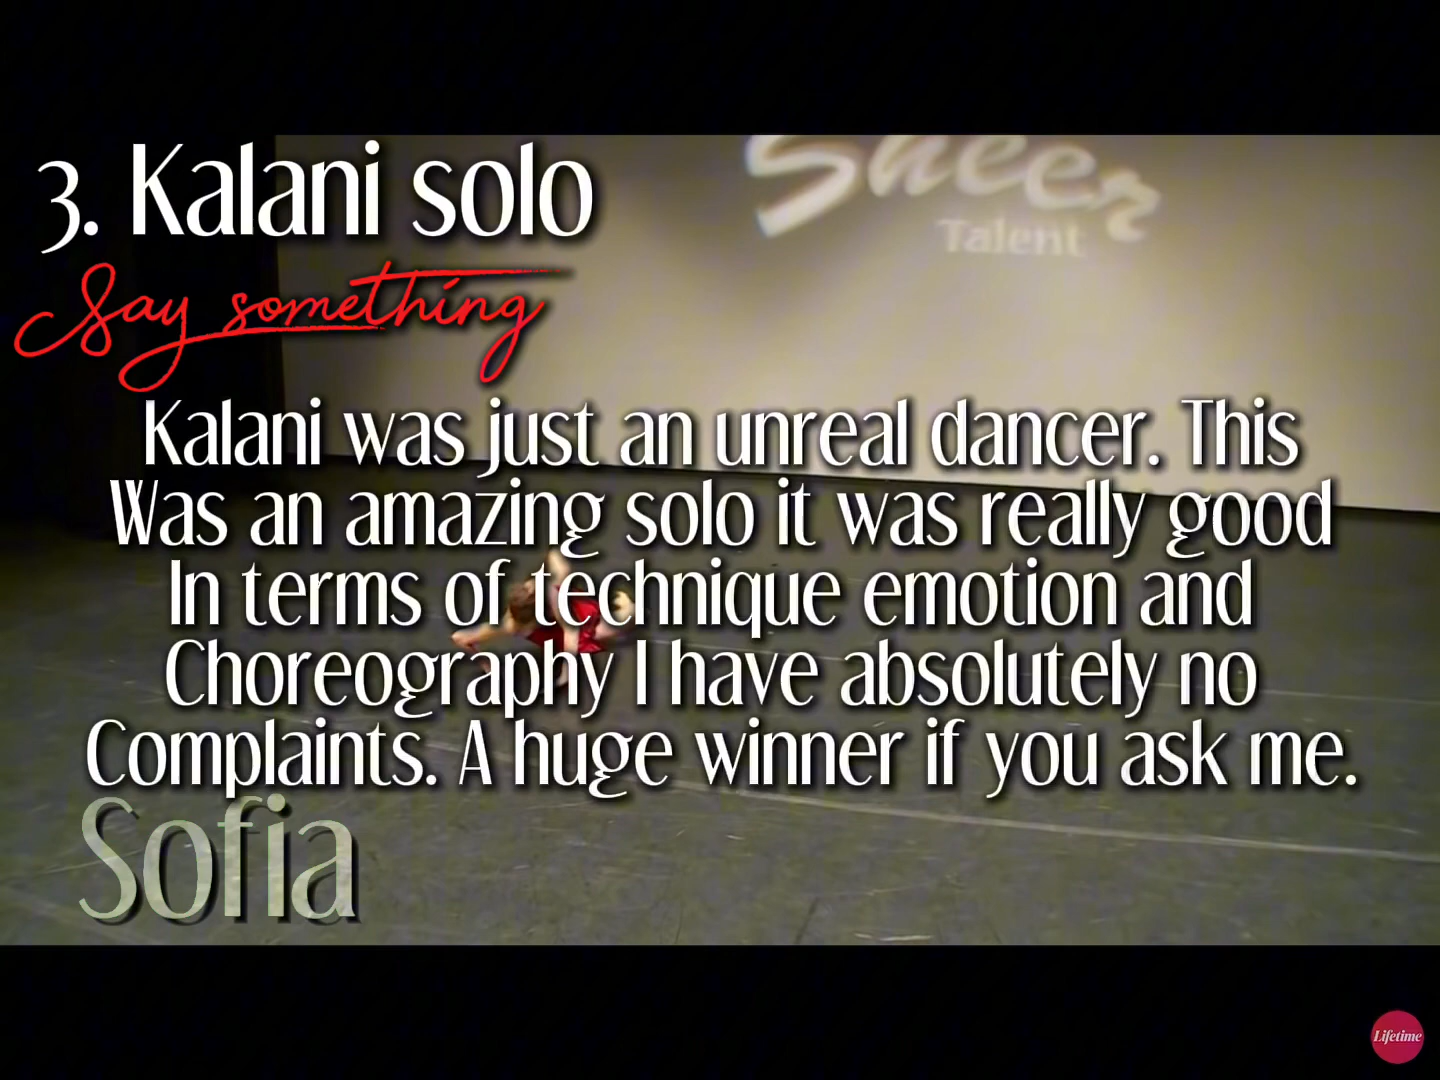 Sheer
Talent
3. Kalani solo
Say something
Kalani was just an unreal dancer. This
Was an amazing solo it was really good
In terms of technique emotion and
Choreography I have absolutely no
Complaints. A huge winner if you ask me.
Sofia
Lifetime